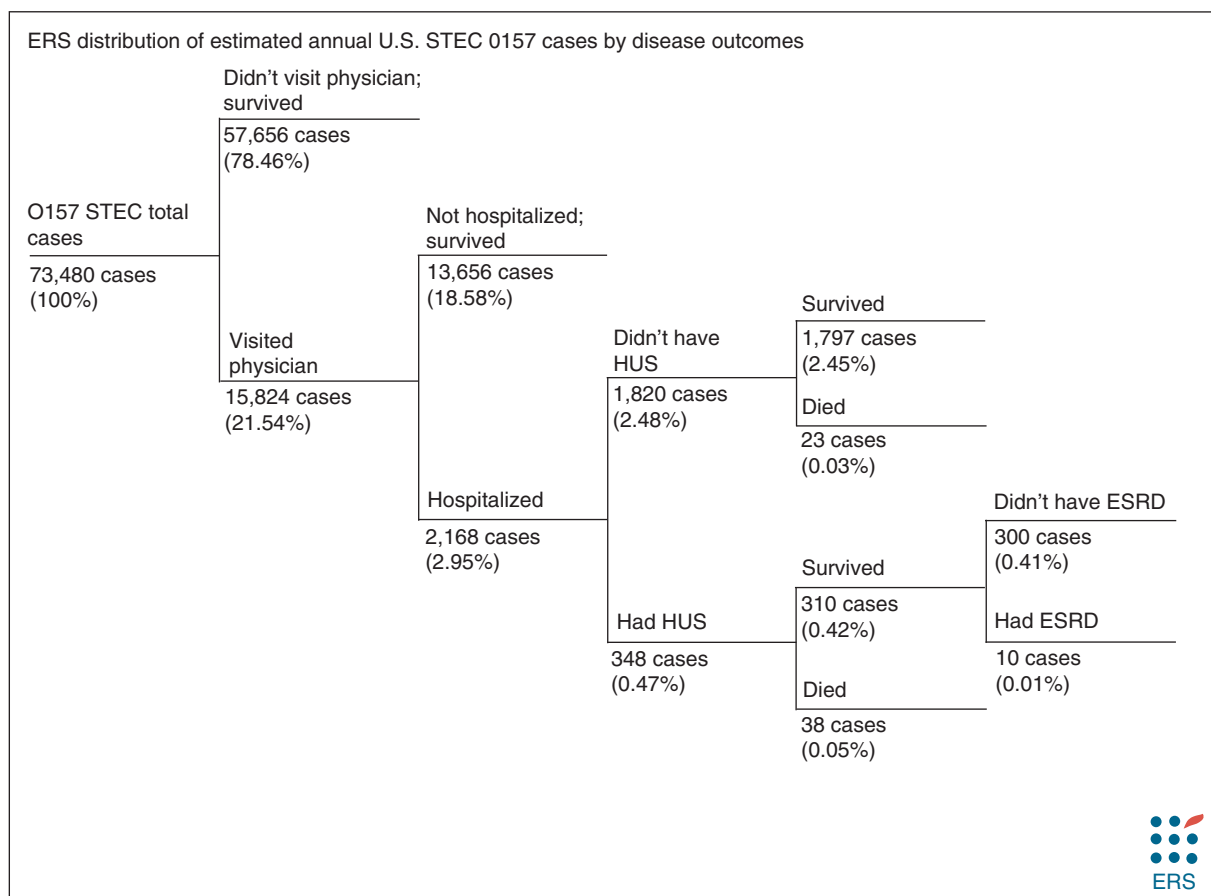 ERS distribution of estimated annual U.S. STEC 0157 cases by disease outcomes
Didn't visit physician;
survived
57,656 cases
(78.46%)
O157 STEC total
cases
73,480 cases
(100%)
Visited
physician
15,824 cases
(21.54%)
Not hospitalized;
survived
13,656 cases
(18.58%)
Hospitalized
2,168 cases
(2.95%)
Didn't have
HUS
1,820 cases
(2.48%)
Had HUS
348 cases
(0.47%)
Survived
1,797 cases
(2.45%)
Died
23 cases
(0.03%)
Survived
310 cases
(0.42%)
Died
38 cases
(0.05%)
Didn't have ESRD
300 cases
(0.41%)
Had ESRD
10 cases
(0.01%)
ERS